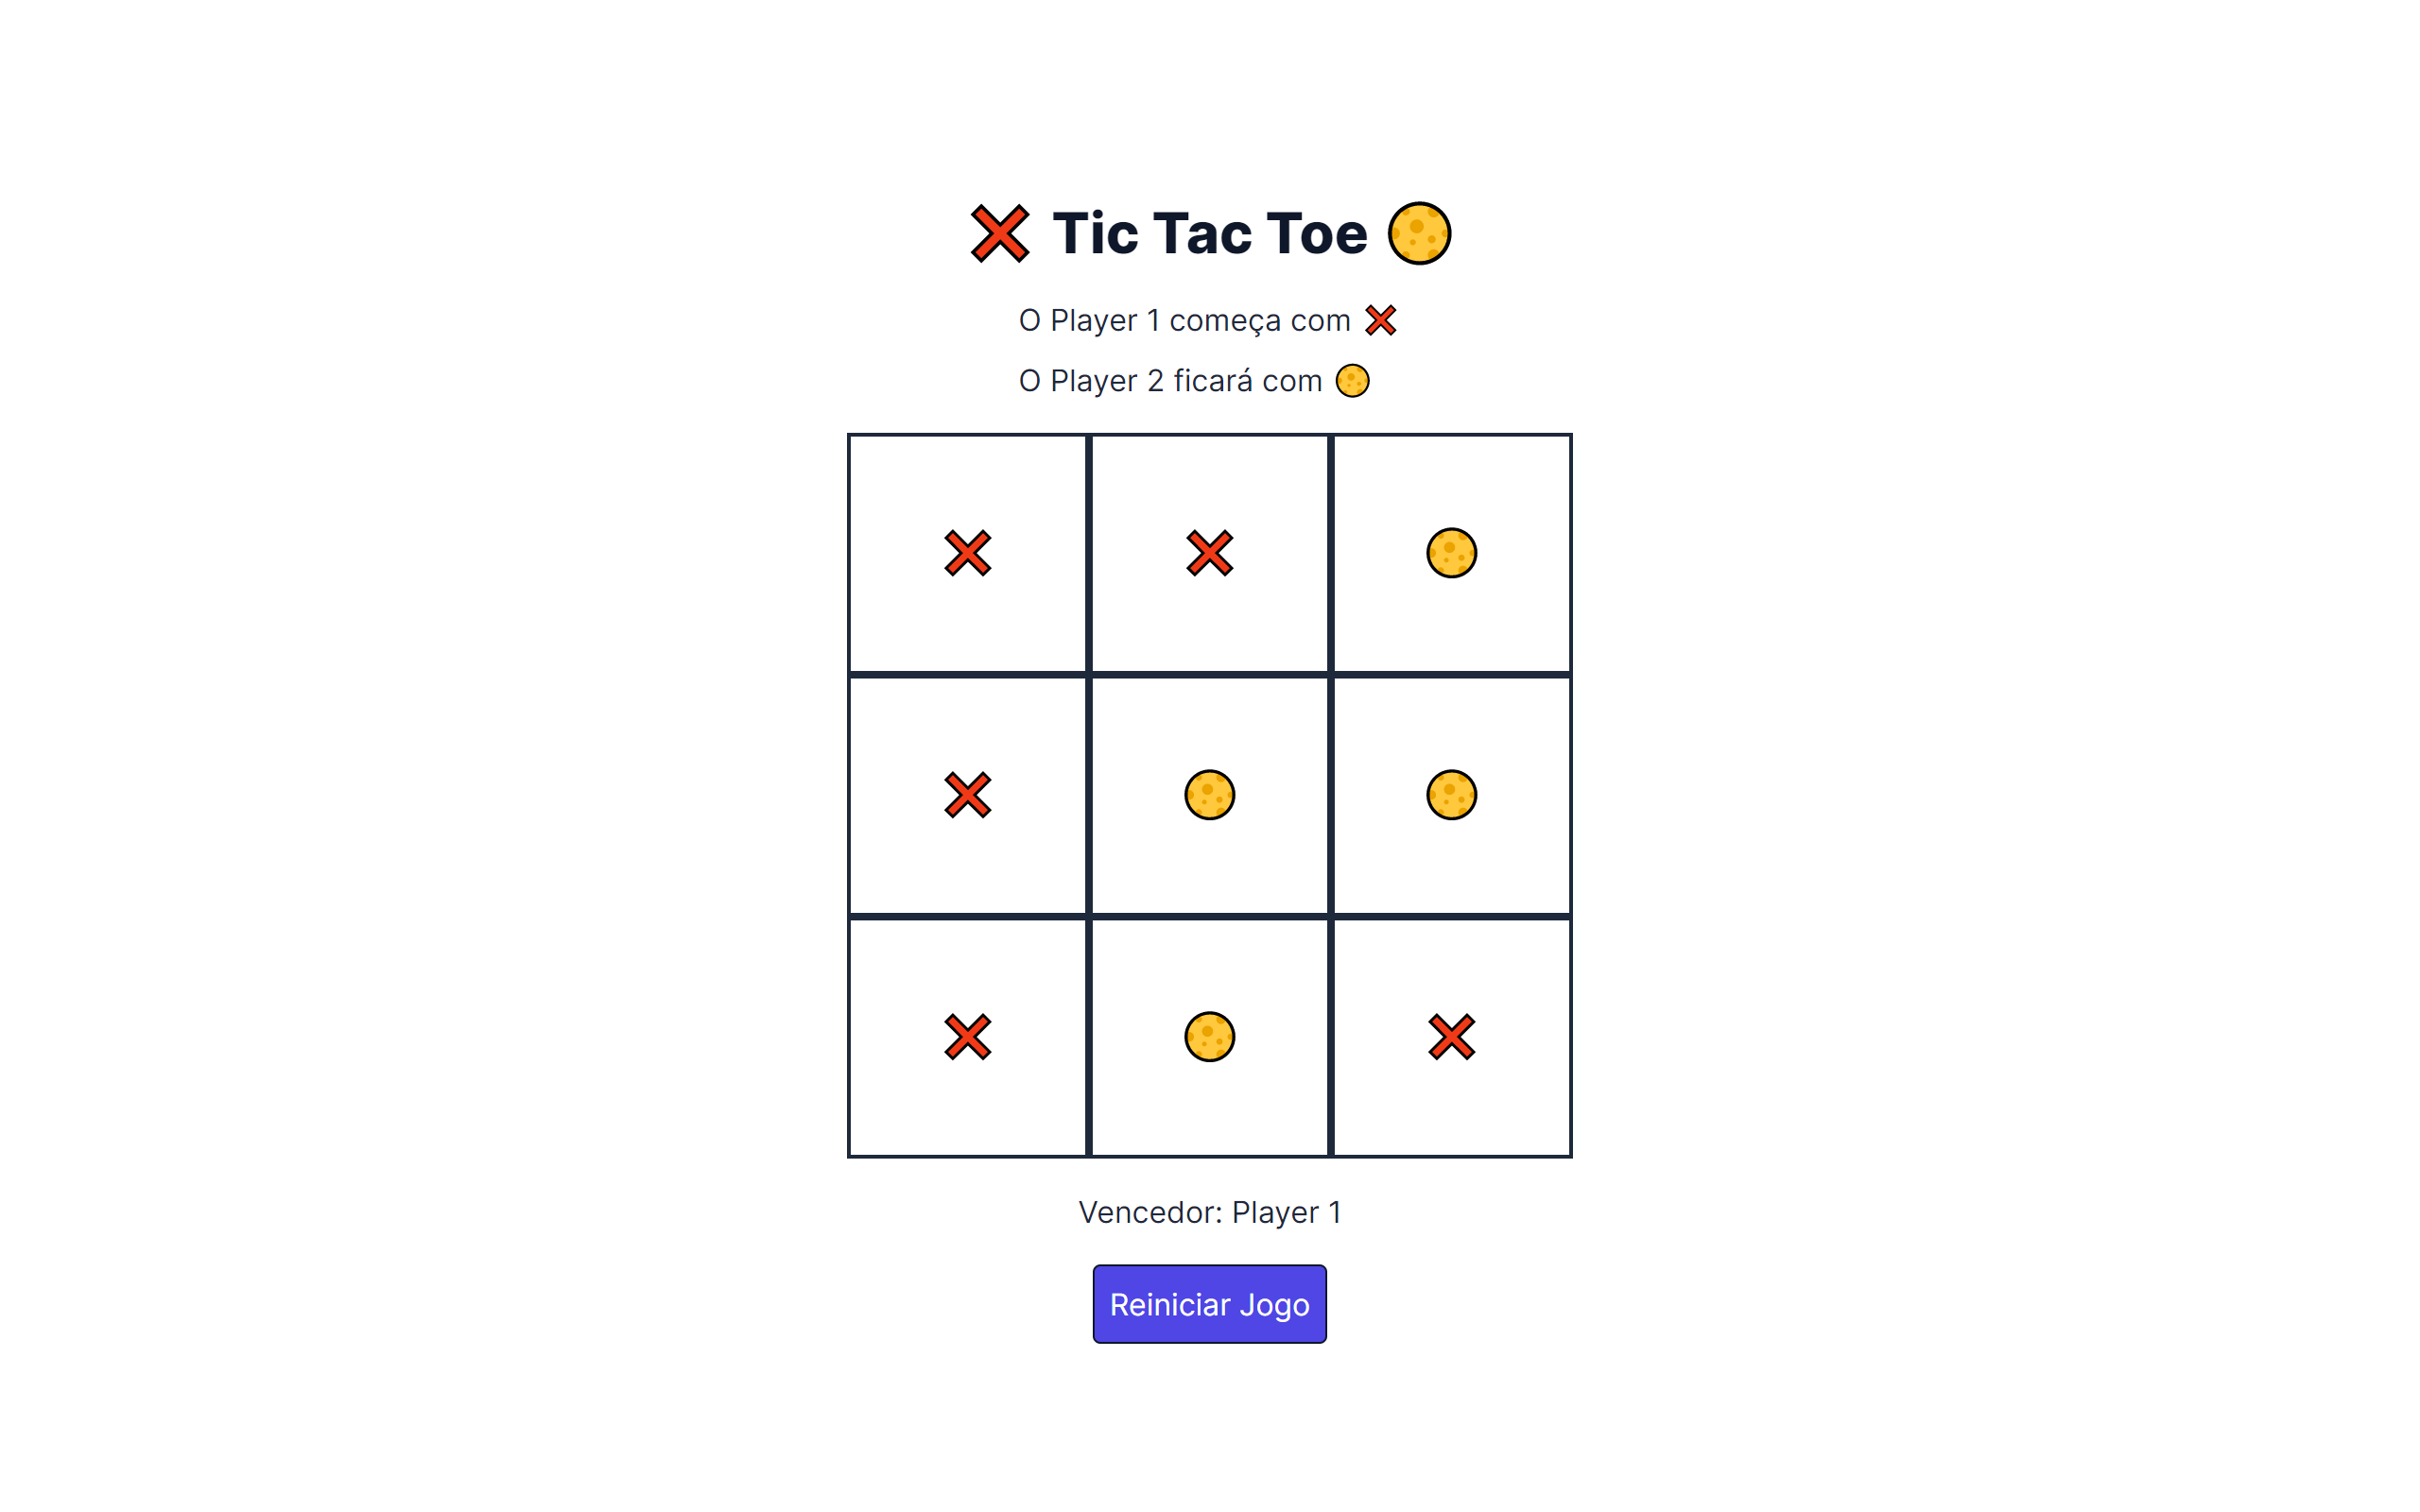 Tic Tac Toe
O Player 1 começa com
O Player 2 ficará com
Vencedor: Player 1
Reiniciar Jogo